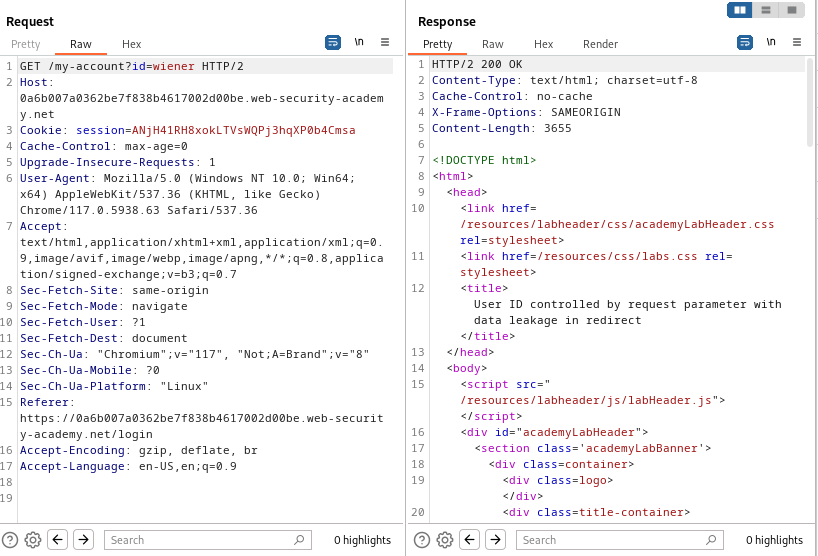 Request
Pretty Raw Hex \n
1 GET /my-account?id=wiener HTTP/2
2 Host:
0a6b007a0362be7f838b4617002d00be.web-security-academ
y.net
3 Cookie: session=ANjH41RH8xokLTVsWQPj3hqXP0b4Cmsa
4 Cache-Control: max-age=0
5 Upgrade-Insecure-Requests: 1
6 User-Agent: Mozilla/5.0 (Windows NT 10.0; Win64;
x64) AppleWebKit/537.36 (KHTML, like Gecko)
Chrome/117.0.5938.63 Safari/537.36
7 Accept:
text/html,application/xhtml+xml,application/xml;q=0.
9,image/avif,image/webp,image/apng,*/*;q=0.8,applica
tion/signed-exchange;v=b3;q=0.7
8 Sec-Fetch-Site: same-origin
9 Sec-Fetch-Mode: navigate
10 Sec-Fetch-User: ?1
11 Sec-Fetch-Dest: document
12 Sec-Ch-Ua: "Chromium";v="117", "Not;A=Brand";v="8"
13 Sec-Ch-Ua-Mobile: ?0
14 Sec-Ch-Ua-Platform: "Linux"
15 Referer:
https://0a6b007a0362be7f838b4617002d00be.web-securit
y-academy.net/login
16 Accept-Encoding: gzip, deflate, br
17 Accept-Language: en-US,en;q=0.9
18
19
Search 0 highlights
Response
Pretty Raw Hex Render \n
1 HTTP/2 200 OK
2 Content-Type: text/html; charset=utf-8
3 Cache-Control: no-cache
4 X-Frame-Options: SAMEORIGIN
5 Content-Length: 3655
6
7 <!DOCTYPE html>
8 <html>
9 <head>
10 <link href=
/resources/labheader/css/academyLabHeader.css
rel=stylesheet>
11 <link href=/resources/css/labs.css rel=
stylesheet>
12 <title>
User ID controlled by request parameter with
data leakage in redirect
</title>
13 </head>
14 <body>
15 <script src="
/resources/labheader/js/labHeader.js">
</script>
16 <div id="academyLabHeader">
17 <section class='academyLabBanner'>
18 <div class=container>
19 <div class=logo>
</div>
20 <div class=title-container>
Search 0 highlights